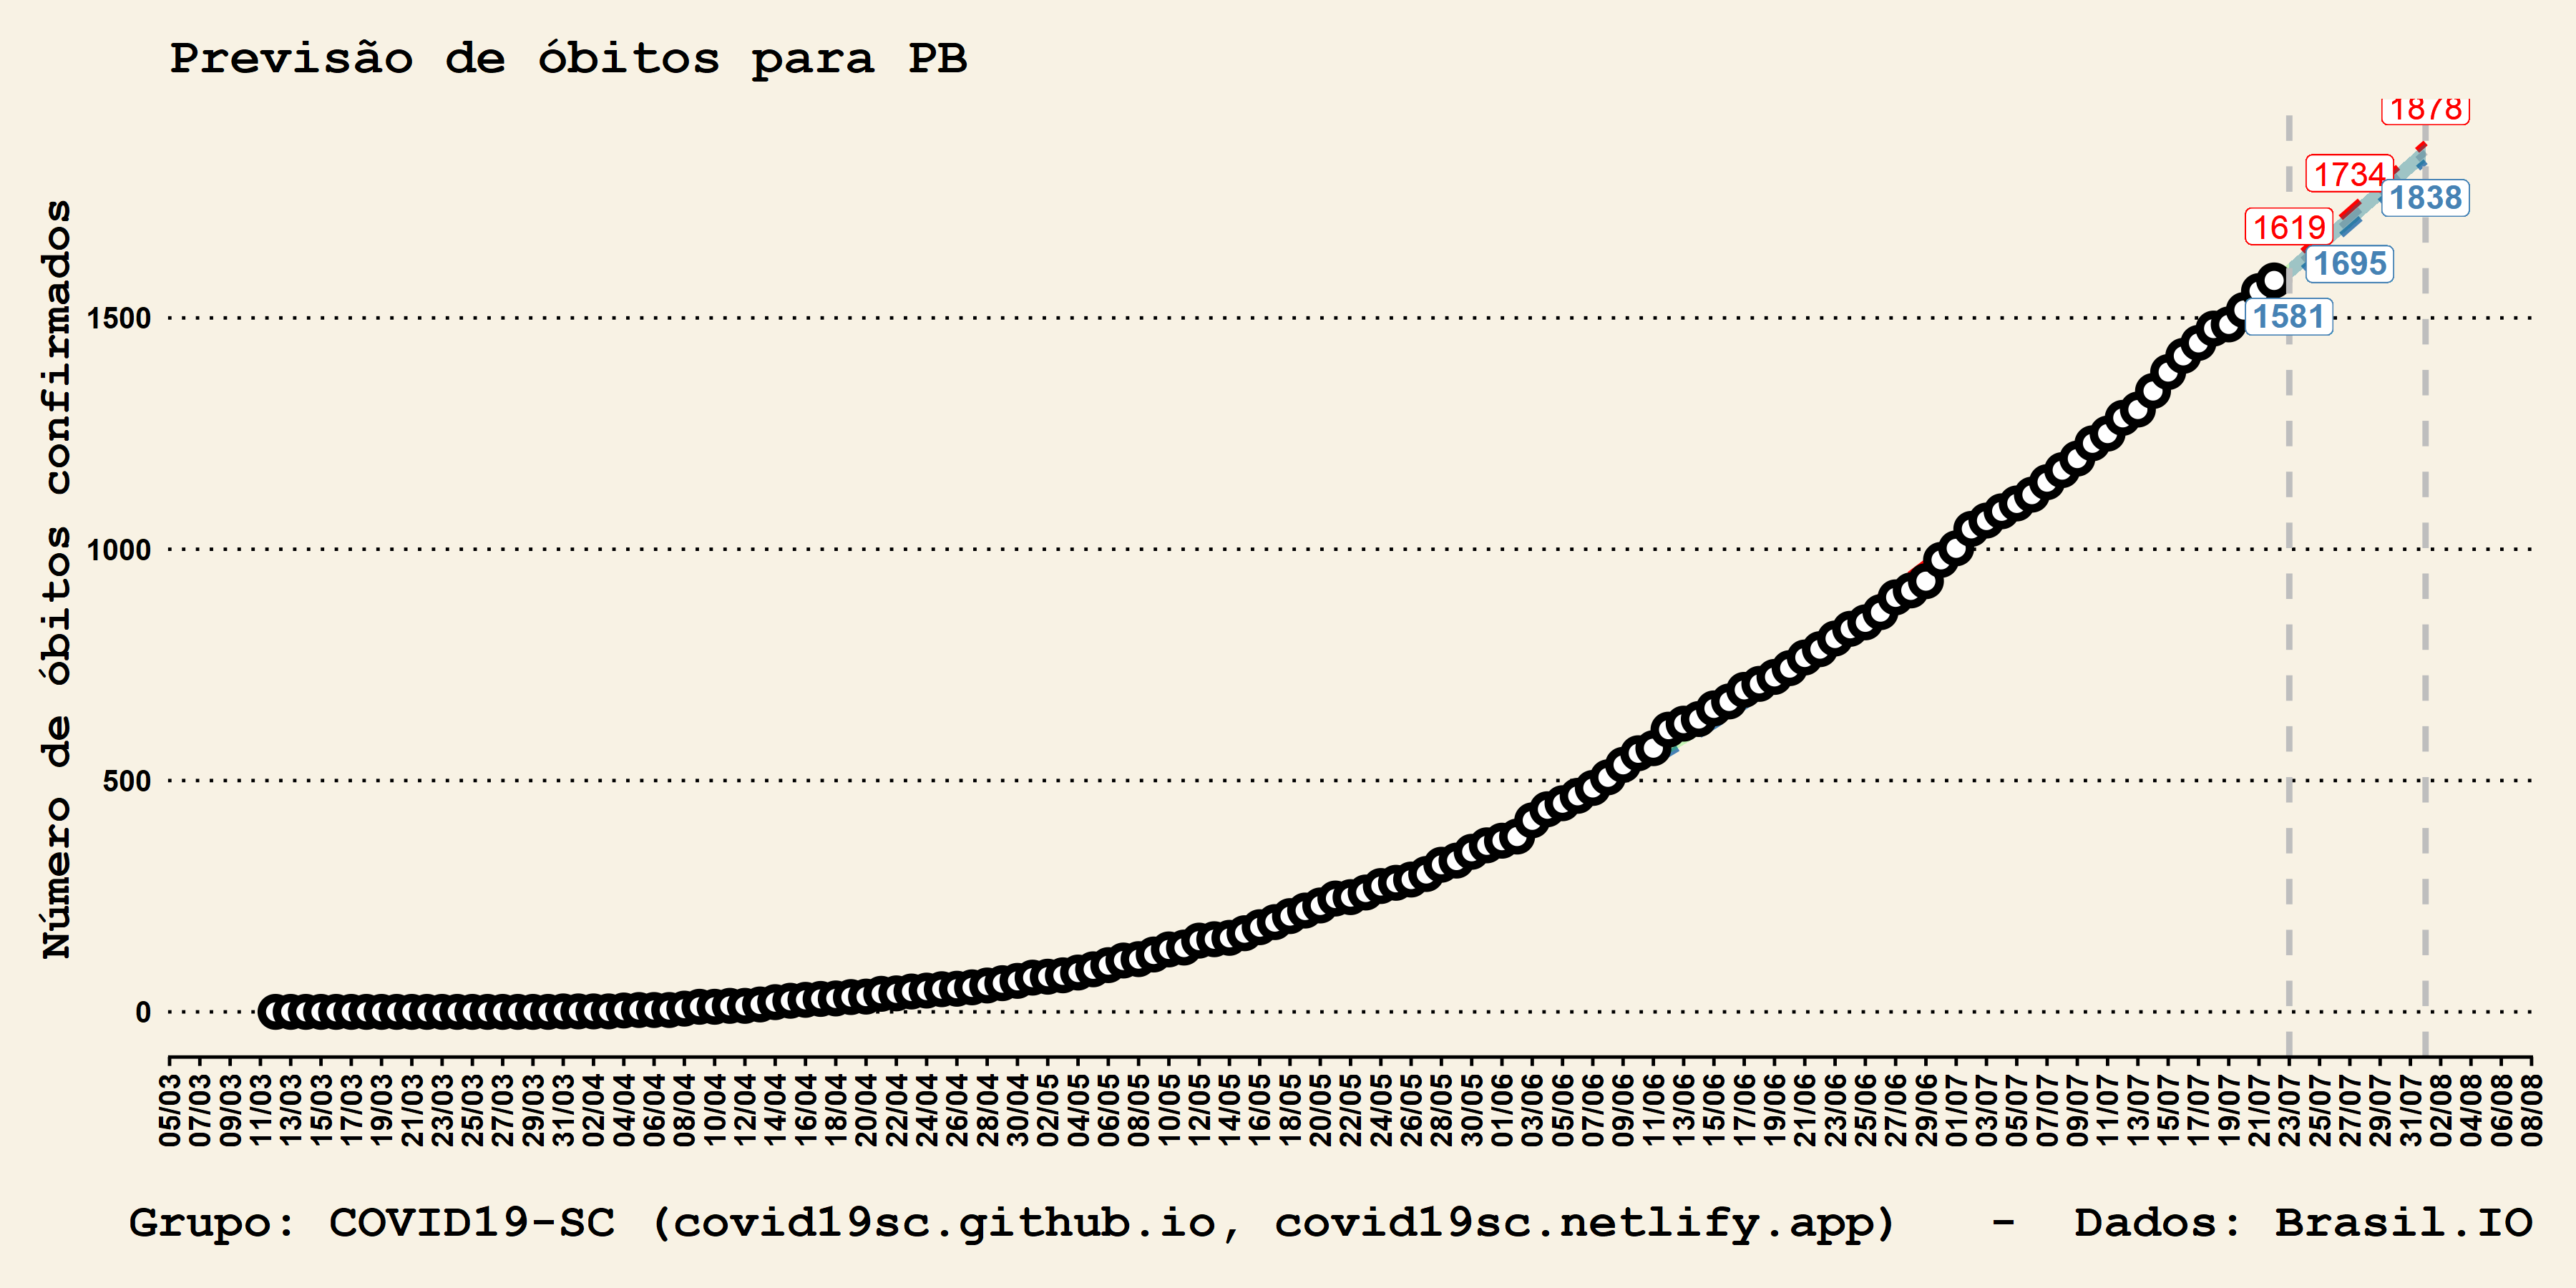 Previsão de óbitos para PB
Número de óbitos confirmados
1500
1000
500
0
1878
1734
1838
1619
1695
1581
05/03 07/03 09/03 11/03 13/03 15/03 17/03 19/03 21/03 23/03 25/03 27/03 29/03 31/03 02/04 04/04 06/04 08/04 10/04 12/04 14/04 16/04 18/04 20/04 22/04 24/04 26/04 28/04 30/04 02/05 04/05 06/05 08/05 10/05 12/05 14/05 16/05 18/05 20/05 22/05 24/05 26/05 28/05 30/05 01/06 03/06 05/06 07/06 09/06 11/06 13/06 15/06 17/06 19/06 21/06 23/06 25/06 27/06 29/06 01/07 03/07 05/07 07/07 09/07 11/07 13/07 15/07 17/07 19/07 21/07 23/07 25/07 27/07 29/07 31/07 02/08 04/08 06/08 08/08
Grupo: COVID19-SC (covid19sc.github.io, covid19sc.netlify.app) - Dados: Brasil.IO